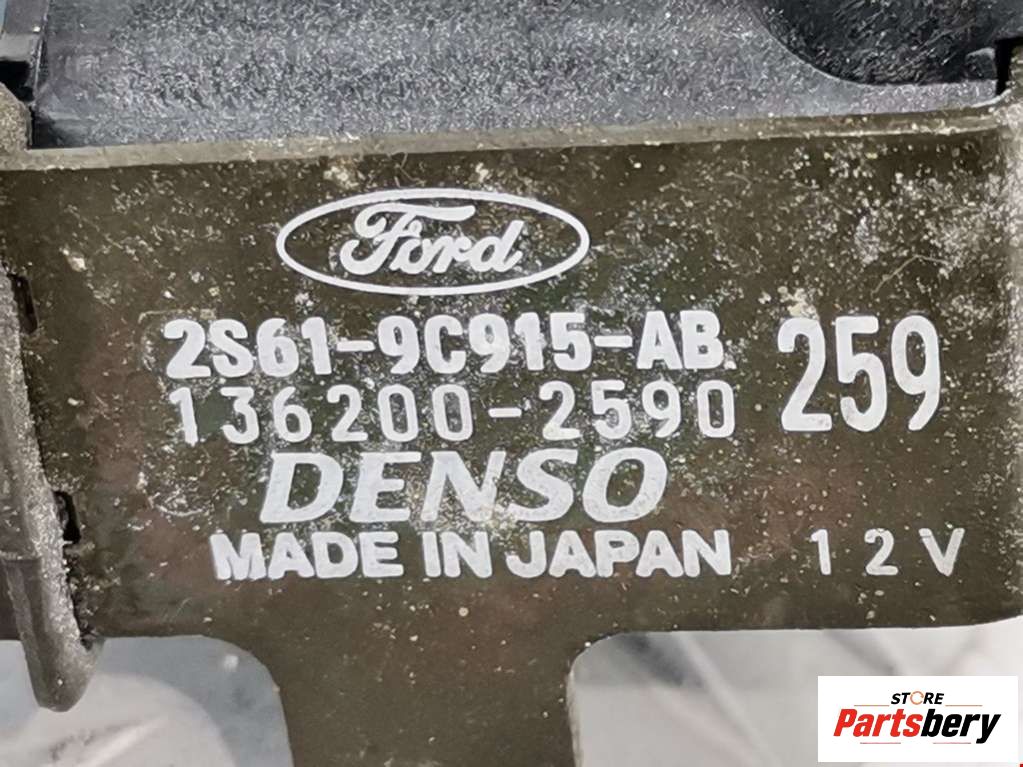 Ford
2S61-9C915-AB
136200-2590 259
DENSO
MADE IN JAPAN 12V
STORE
Partsbery